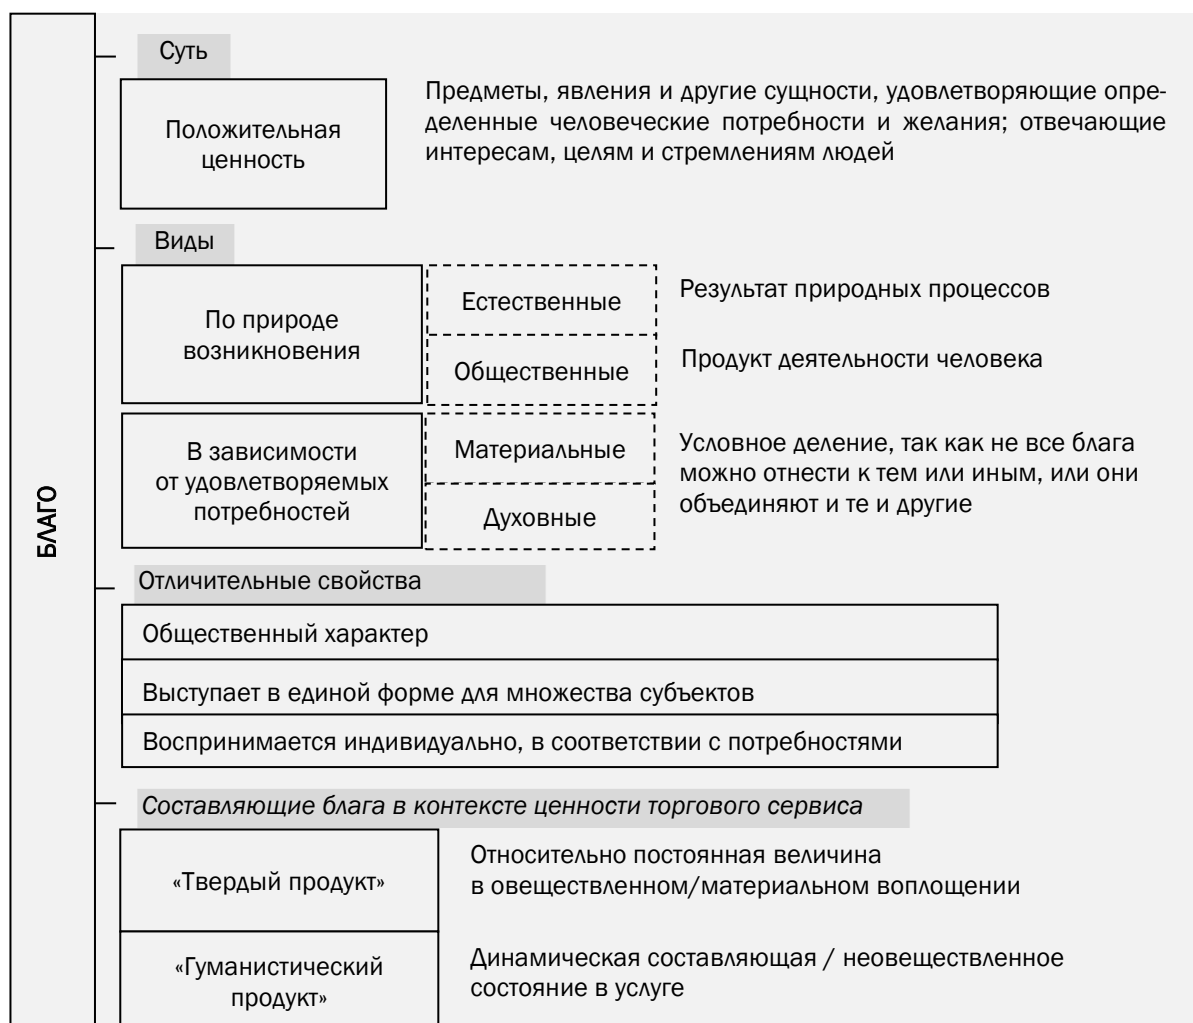 БЛАГО
Суть
Положительная
ценность
Предметы, явления и другие сущности, удовлетворяющие опре-
деленные человеческие потребности и желания; отвечающие
интересам, целям и стремлениям людей
Виды
По природе
возникновения
Естественные
Результат природных процессов
Общественные
Продукт деятельности человека
В зависимости
от удовлетворяемых
потребностей
Материальные
Духовные
Условное деление, так как не все блага
можно отнести к тем или иным, или они
объединяют и те и другие
Отличительные свойства
Общественный характер
Выступает в единой форме для множества субъектов
Воспринимается индивидуально, в соответствии с потребностями
Составляющие блага в контексте ценности торгового сервиса
«Твердый продукт»
Относительно постоянная величина
в овеществленном/материальном воплощении
«Гуманистический
продукт»
Динамическая составляющая / неовеществленное
состояние в услуге